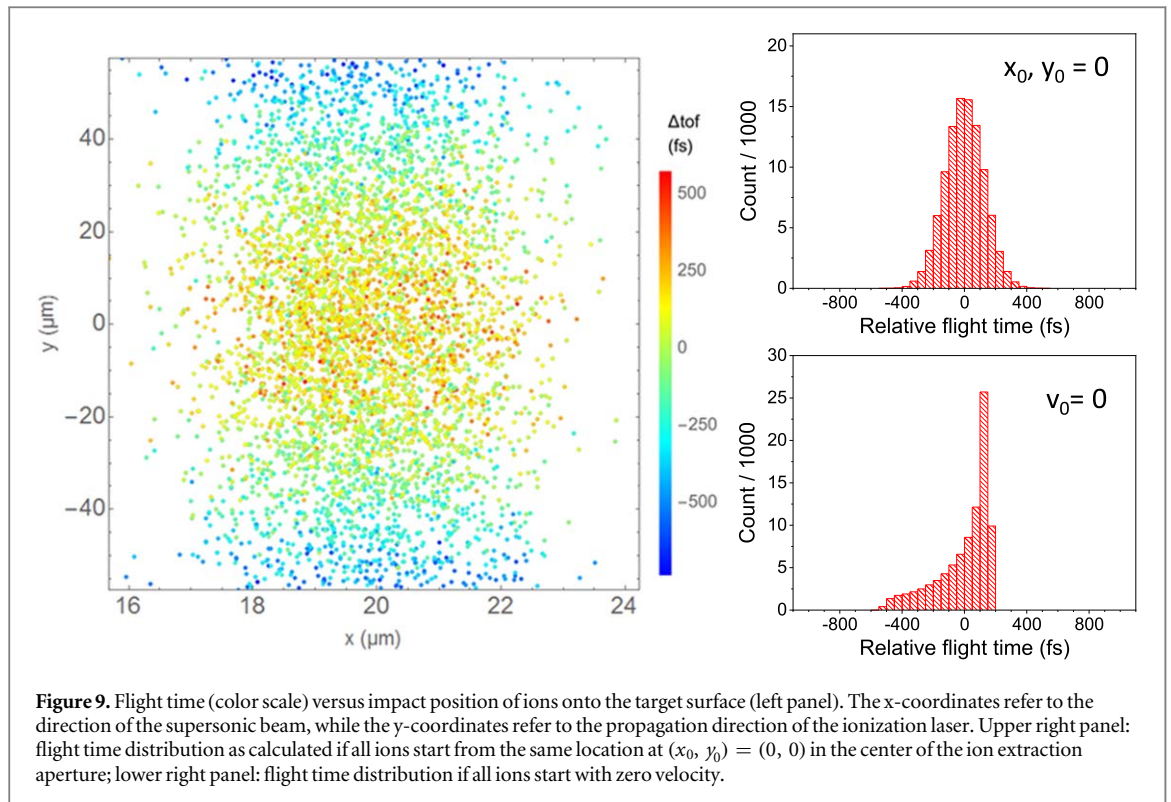 40
20
0
−20
−40
y (μm)
16
18
20
22
24
x (μm)
Δtof
(fs)
500
250
0
−250
−500
20
15
10
5
0
Count / 1000
x₀, y₀ = 0
-800
-400
0
400
800
Relative flight time (fs)
30
25
20
15
10
5
0
Count / 1000
v₀= 0
-800
-400
0
400
800
Relative flight time (fs)
Figure 9. Flight time (color scale) versus impact position of ions onto the target surface (left panel). The x-coordinates refer to the
direction of the supersonic beam, while the y-coordinates refer to the propagation direction of the ionization laser. Upper right panel:
flight time distribution as calculated if all ions start from the same location at (x₀, y₀) = (0, 0) in the center of the ion extraction
aperture; lower right panel: flight time distribution if all ions start with zero velocity.